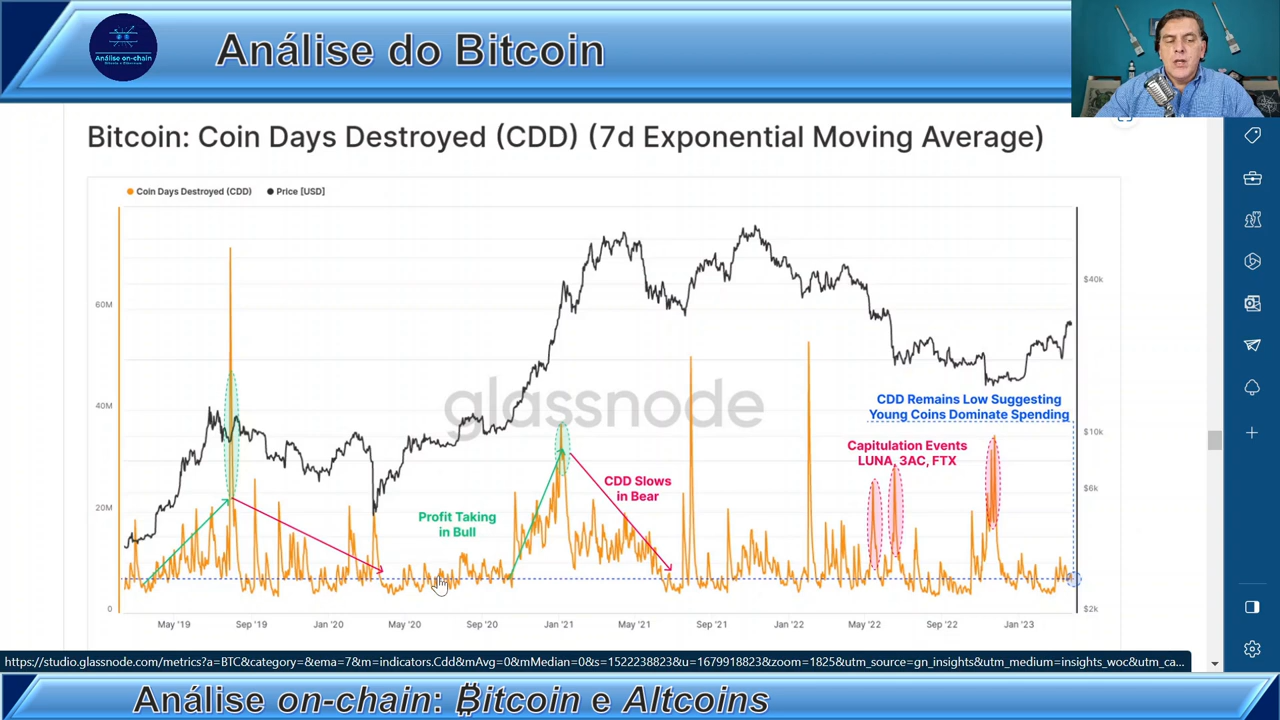 Análise on-chain
Análise do Bitcoin
Bitcoin: Coin Days Destroyed (CDD) (7d Exponential Moving Average)
Coin Days Destroyed (CDD)
Price [USD]
60M
40M
20M
0
$40k
$10k
$6k
$2k
glassnode
CDD Remains Low Suggesting
Young Coins Dominate Spending
Capitulation Events
LUNA, 3AC, FTX
CDD Slows
in Bear
Profit Taking
in Bull
May '19
Sep '19
Jan '20
May '20
Sep '20
Jan '21
May '21
Sep '21
Jan '22
May '22
Sep '22
Jan '23
https://studio.glassnode.com/metrics?a=BTC&category=&ema=7&m=indicators.Cdd&mAvg=0&mMedian=0&s=1522238823&u=1679918823&zoom=1825&utm_source=gn_insights&utm_medium=insights_woc&utm_ca...
Análise on-chain: ₿itcoin e Altcoins